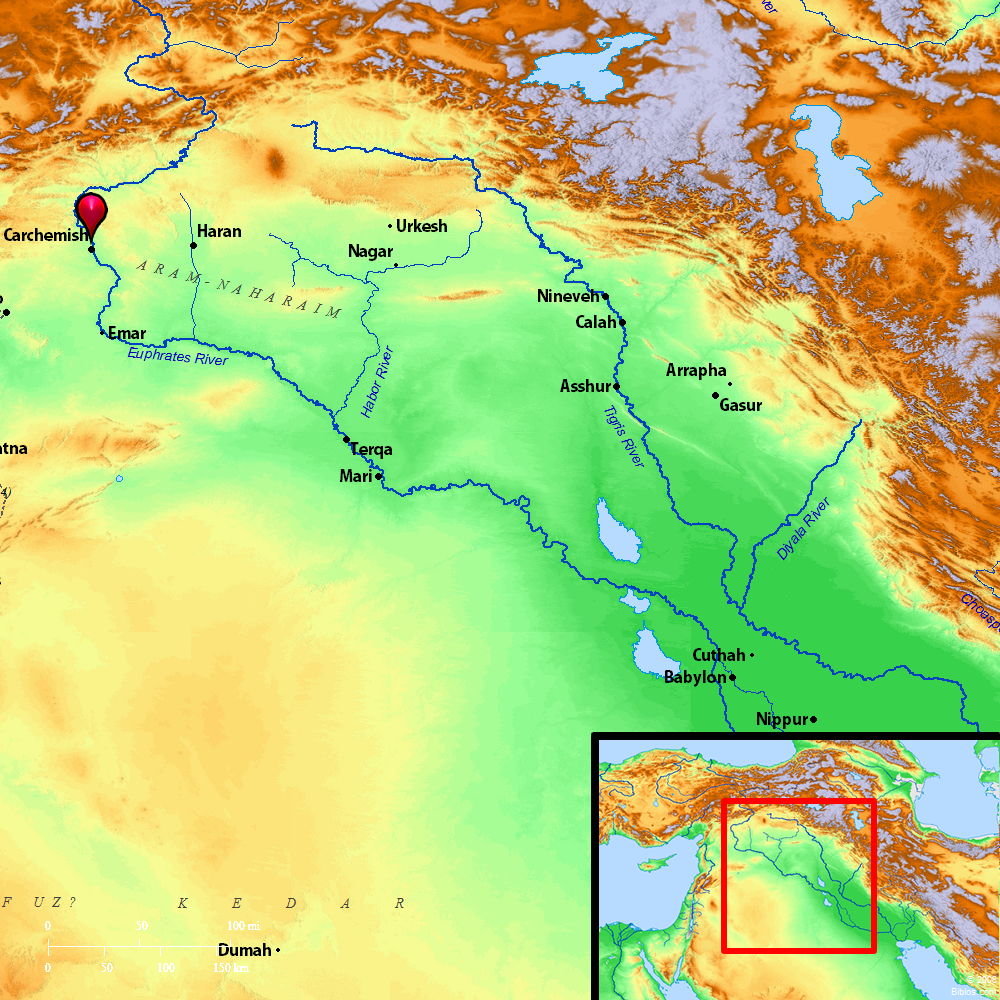 ver
Carchemish
Haran
Urkesh
Nagar
ARAM-NAHARAIM
Nineveh
Calah
Emar
Euphrates River
Habor River
Arrapha
Asshur
Gasur
Tigris River
atna
Terqa
Mari
4)
Diyala River
Choasp
Cuthah
Babylon
Nippur
F UZ?
KEDAR
0 50 100 mi
Dumah
0 50 100 150 km